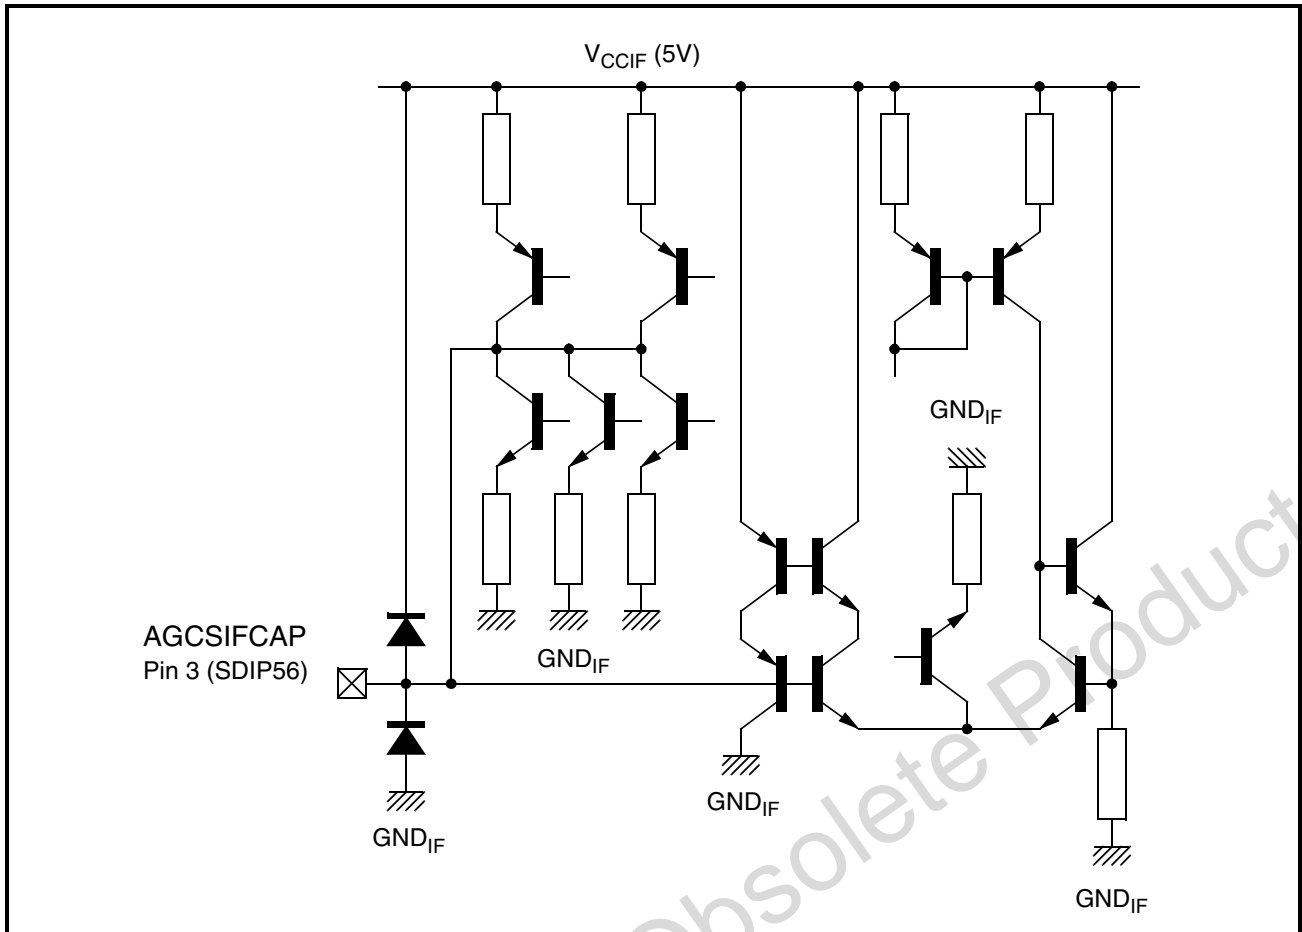 V_CCIF (5V)
GND_IF
AGCSIFCAP
Pin 3 (SDIP56)
GND_IF
GND_IF
GND_IF
GND_IF
Obsolete Product